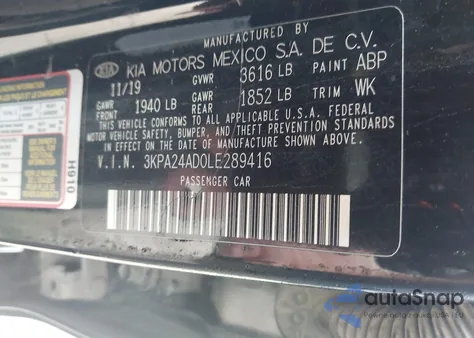 MANUFACTURED BY
KIA KIA MOTORS MEXICO S.A. DE C.V.
11/19 GVWR 3616 LB PAINT ABP
GAWR 1940 LB GAWR 1852 LB TRIM WK
THIS VEHICLE CONFORMS TO ALL APPLICABLE U.S.A. FEDERAL
MOTOR VEHICLE SAFETY, BUMPER, AND THEFT PREVENTION STANDARDS
IN EFFECT ON THE DATE OF MANUFACTURE SHOWN ABOVE.
V.I.N. 3KPA24AD0LE289416
PASSENGER CAR
H910
autoSnap